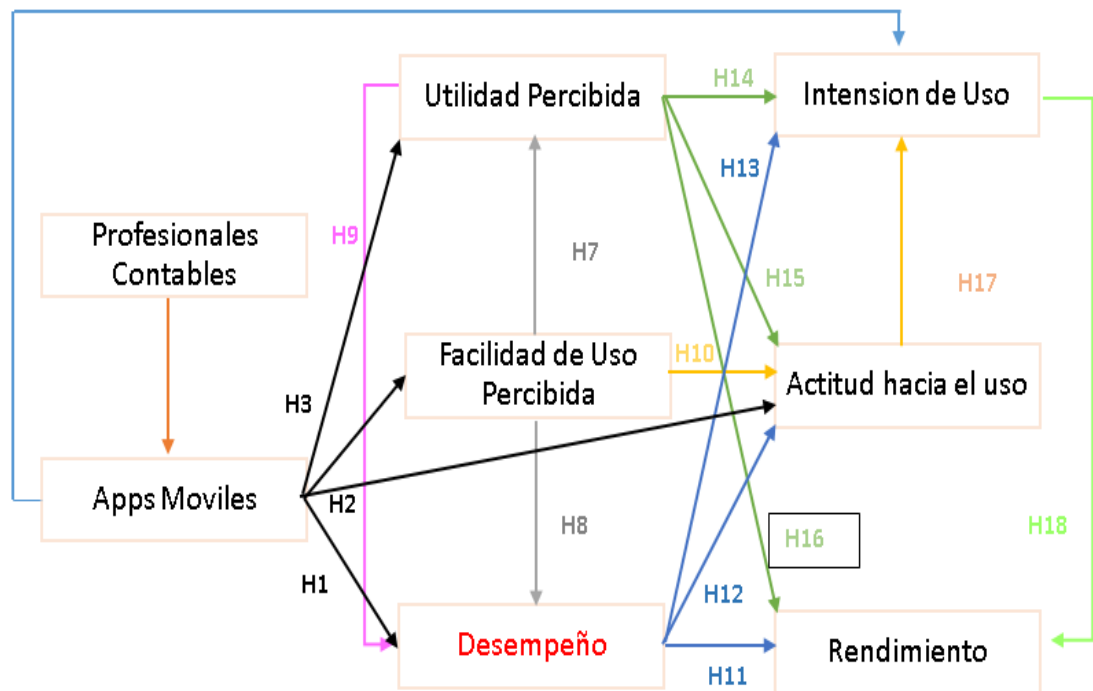 Utilidad Percibida
H14
Intension de Uso
H13
Profesionales
Contables
H9
H7
H15
H17
Facilidad de Uso
Percibida
H10
Actitud hacia el uso
H3
Apps Moviles
H2
H8
H16
H18
H1
H12
Desempeño
H11
Rendimiento